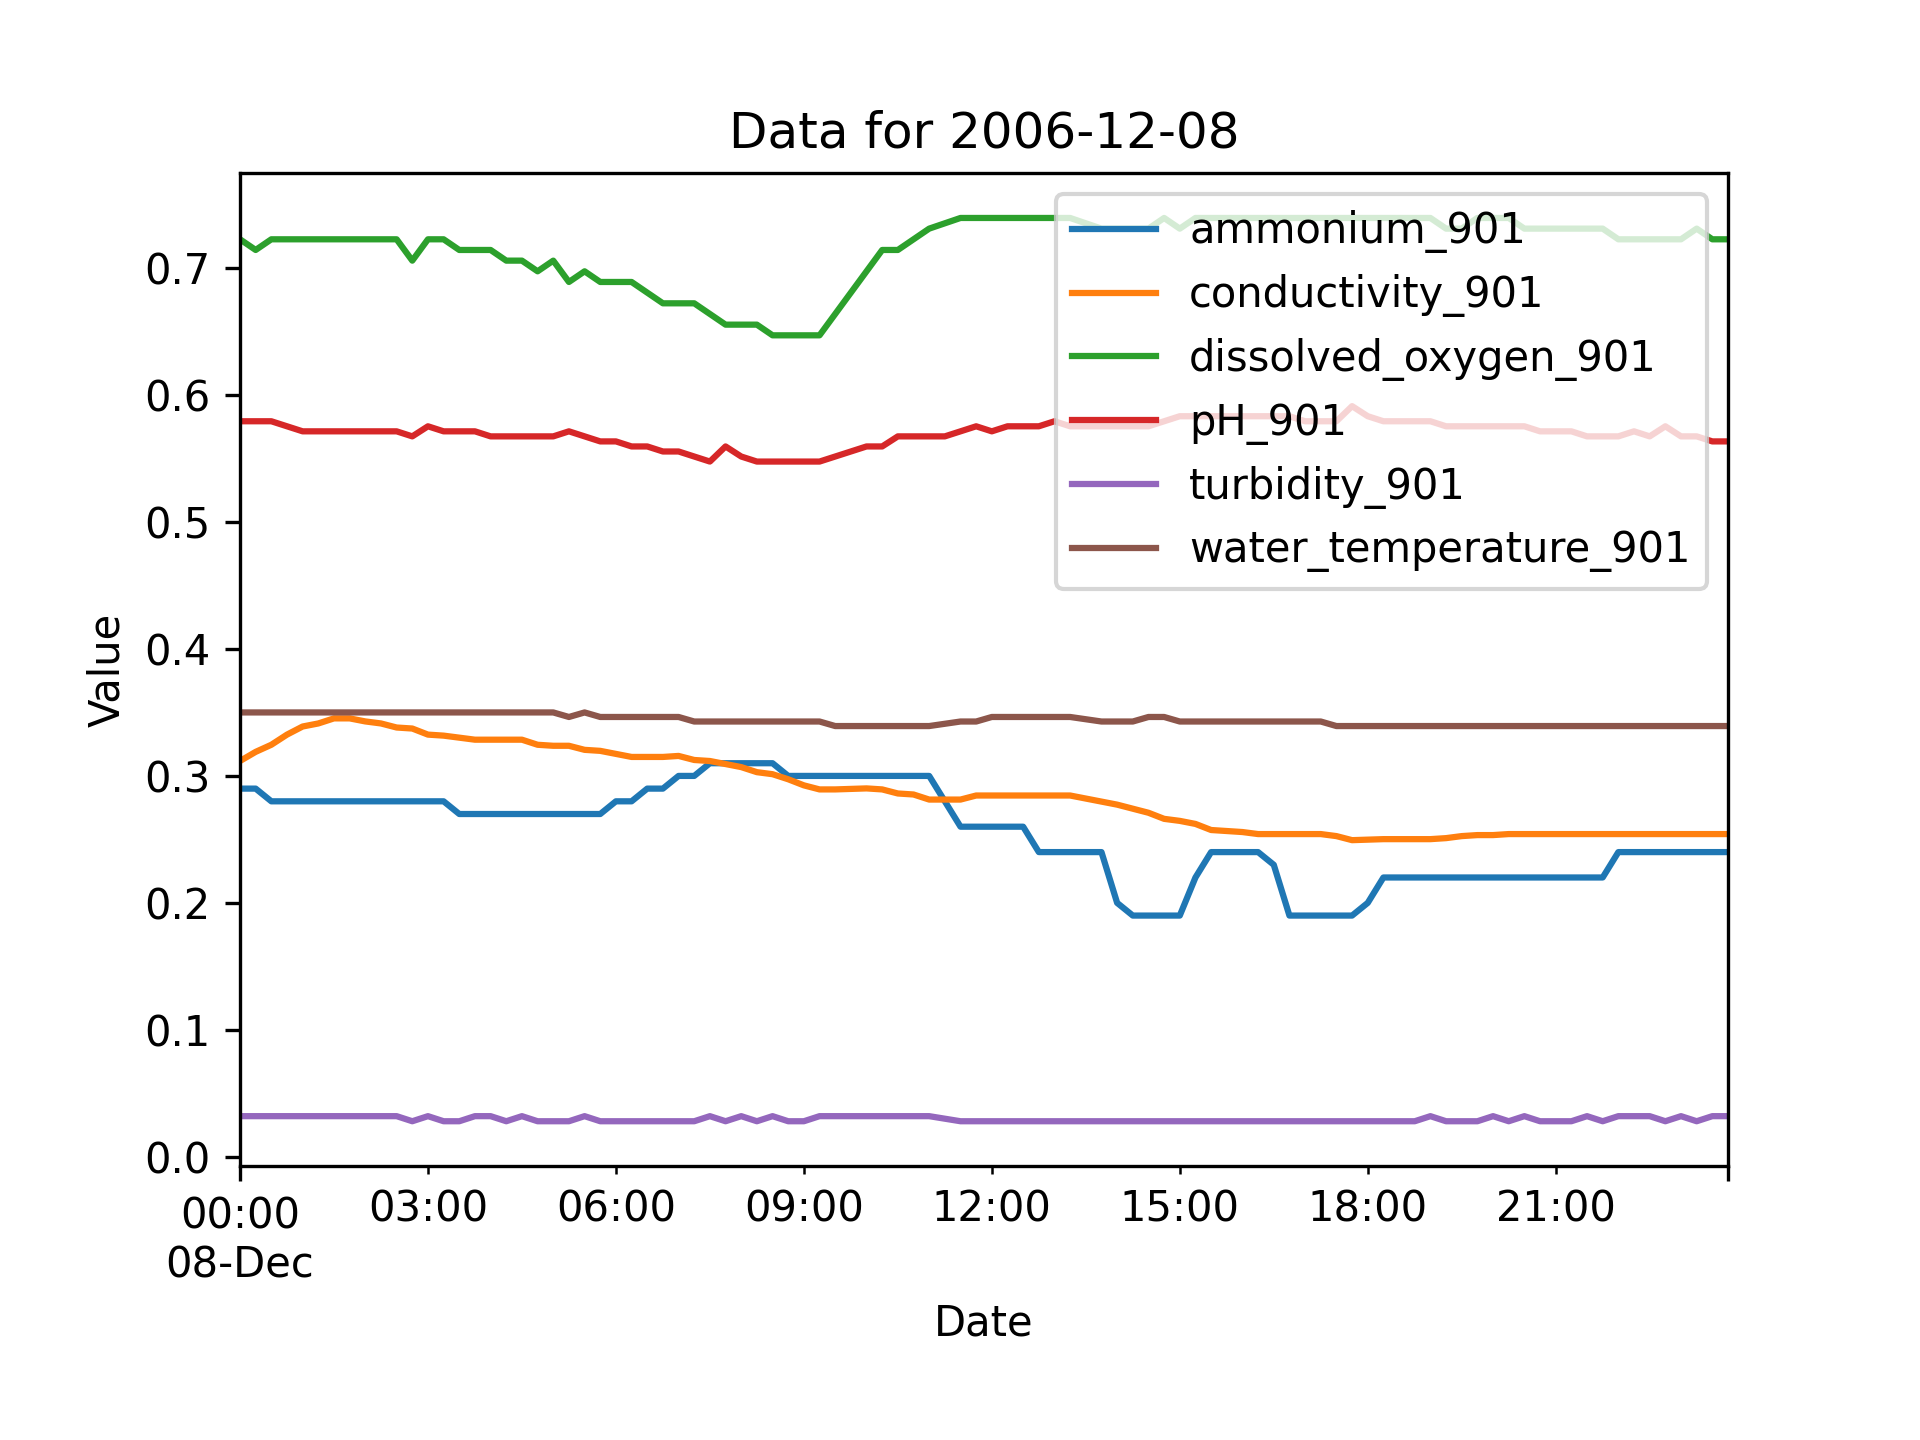 Data for 2006-12-08
ammonium_901
conductivity_901
dissolved_oxygen_901
pH_901
turbidity_901
water_temperature_901
Value
0.7
0.6
0.5
0.4
0.3
0.2
0.1
0.0
00:00 03:00 06:00 09:00 12:00 15:00 18:00 21:00
08-Dec
Date